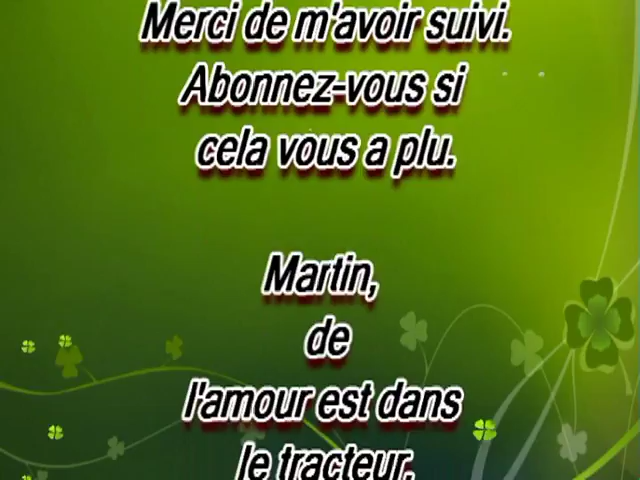 Merci de m'avoir suivi.
Abonnez-vous si
cela vous a plu.
Martin,
de
l'amour est dans
le tracteur.